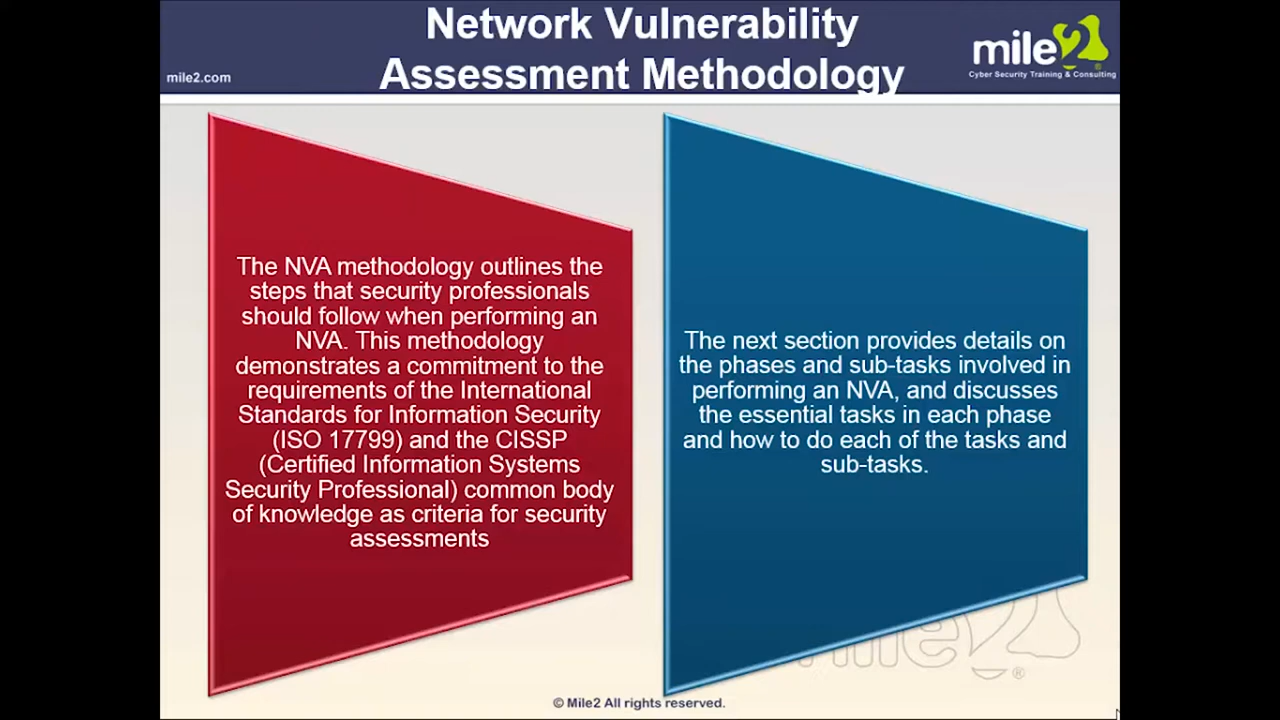 Network Vulnerability
Assessment Methodology
mile2.com
mile2
Cyber Security Training & Consulting
The NVA methodology outlines the
steps that security professionals
should follow when performing an
NVA. This methodology
demonstrates a commitment to the
requirements of the International
Standards for Information Security
(ISO 17799) and the CISSP
(Certified Information Systems
Security Professional) common body
of knowledge as criteria for security
assessments
The next section provides details on
the phases and sub-tasks involved in
performing an NVA, and discusses
the essential tasks in each phase
and how to do each of the tasks and
sub-tasks.
mile2
®
© Mile2 All rights reserved.